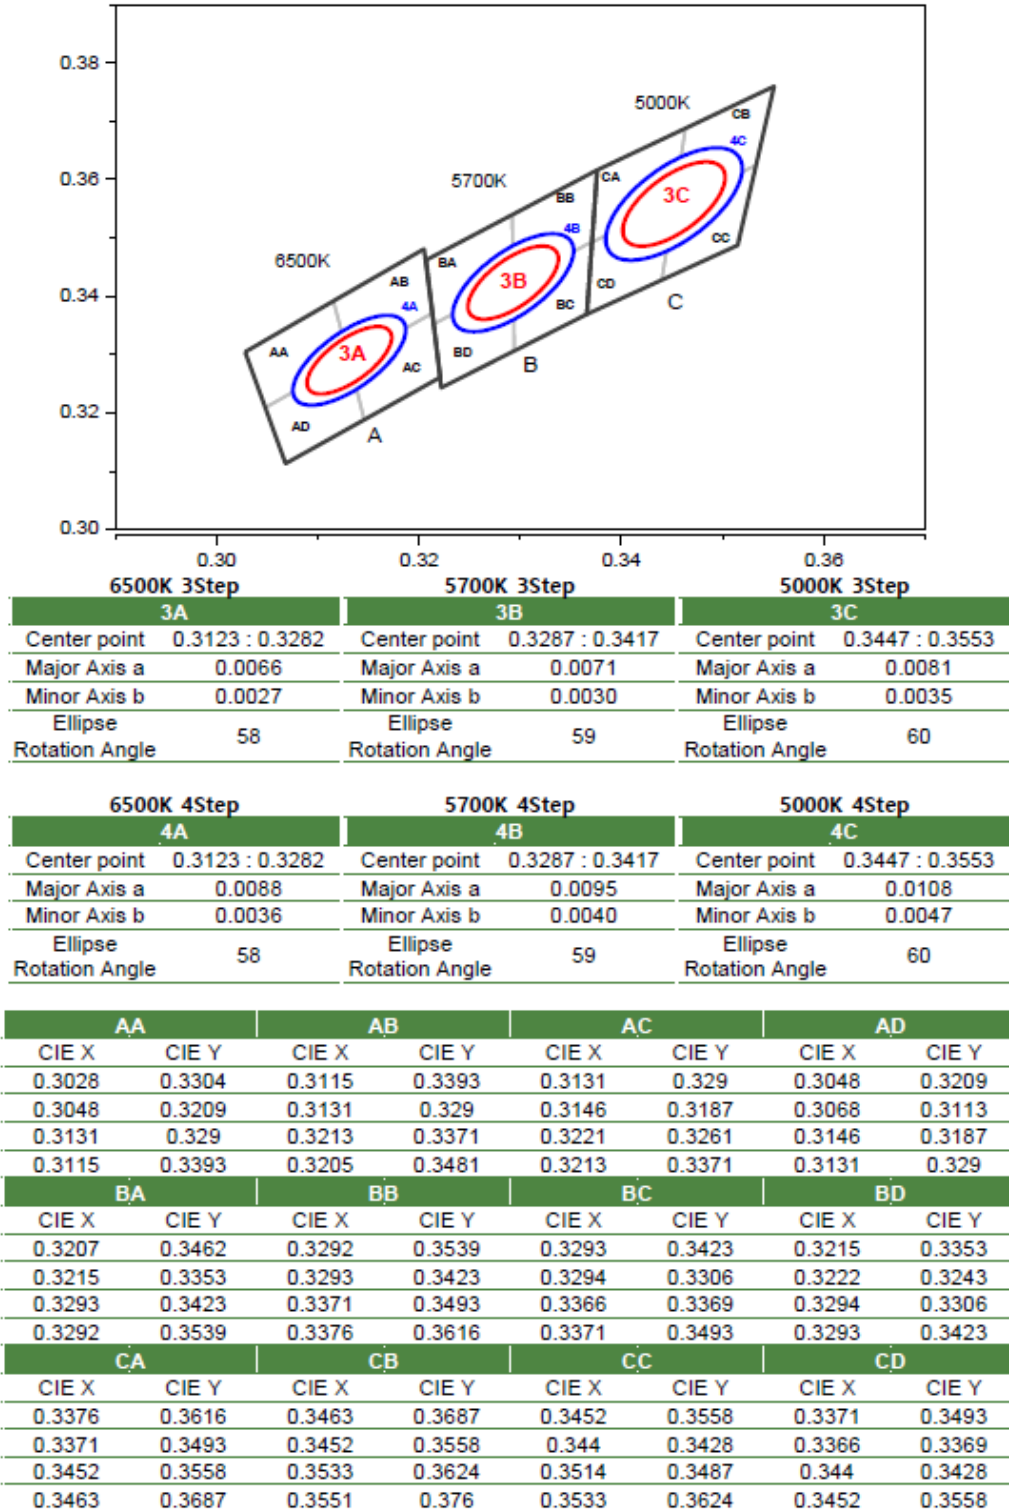 0.38
5000K
CB
4C
0.36
5700K
CA
BB
3C
4B
CC
6500K
BA
AB
3B
CD
0.34
4A
BC
C
AA
3A
BD
B
AC
0.32
AD
A
0.30
0.30 0.32 0.34 0.36
6500K 3Step 5700K 3Step 5000K 3Step
3A 3B 3C
Center point 0.3123 : 0.3282 Center point 0.3287 : 0.3417 Center point 0.3447 : 0.3553
Major Axis a 0.0066 Major Axis a 0.0071 Major Axis a 0.0081
Minor Axis b 0.0027 Minor Axis b 0.0030 Minor Axis b 0.0035
Ellipse Rotation Angle 58 Ellipse Rotation Angle 59 Ellipse Rotation Angle 60
6500K 4Step 5700K 4Step 5000K 4Step
4A 4B 4C
Center point 0.3123 : 0.3282 Center point 0.3287 : 0.3417 Center point 0.3447 : 0.3553
Major Axis a 0.0088 Major Axis a 0.0095 Major Axis a 0.0108
Minor Axis b 0.0036 Minor Axis b 0.0040 Minor Axis b 0.0047
Ellipse Rotation Angle 58 Ellipse Rotation Angle 59 Ellipse Rotation Angle 60
AA AB AC AD
CIE X CIE Y CIE X CIE Y CIE X CIE Y CIE X CIE Y
0.3028 0.3304 0.3115 0.3393 0.3131 0.329 0.3048 0.3209
0.3048 0.3209 0.3131 0.329 0.3146 0.3187 0.3068 0.3113
0.3131 0.329 0.3213 0.3371 0.3221 0.3261 0.3146 0.3187
0.3115 0.3393 0.3205 0.3481 0.3213 0.3371 0.3131 0.329
BA BB BC BD
CIE X CIE Y CIE X CIE Y CIE X CIE Y CIE X CIE Y
0.3207 0.3462 0.3292 0.3539 0.3293 0.3423 0.3215 0.3353
0.3215 0.3353 0.3293 0.3423 0.3294 0.3306 0.3222 0.3243
0.3293 0.3423 0.3371 0.3493 0.3366 0.3369 0.3294 0.3306
0.3292 0.3539 0.3376 0.3616 0.3371 0.3493 0.3293 0.3423
CA CB CC CD
CIE X CIE Y CIE X CIE Y CIE X CIE Y CIE X CIE Y
0.3376 0.3616 0.3463 0.3687 0.3452 0.3558 0.3371 0.3493
0.3371 0.3493 0.3452 0.3558 0.344 0.3428 0.3366 0.3369
0.3452 0.3558 0.3533 0.3624 0.3514 0.3487 0.344 0.3428
0.3463 0.3687 0.3551 0.376 0.3533 0.3624 0.3452 0.3558